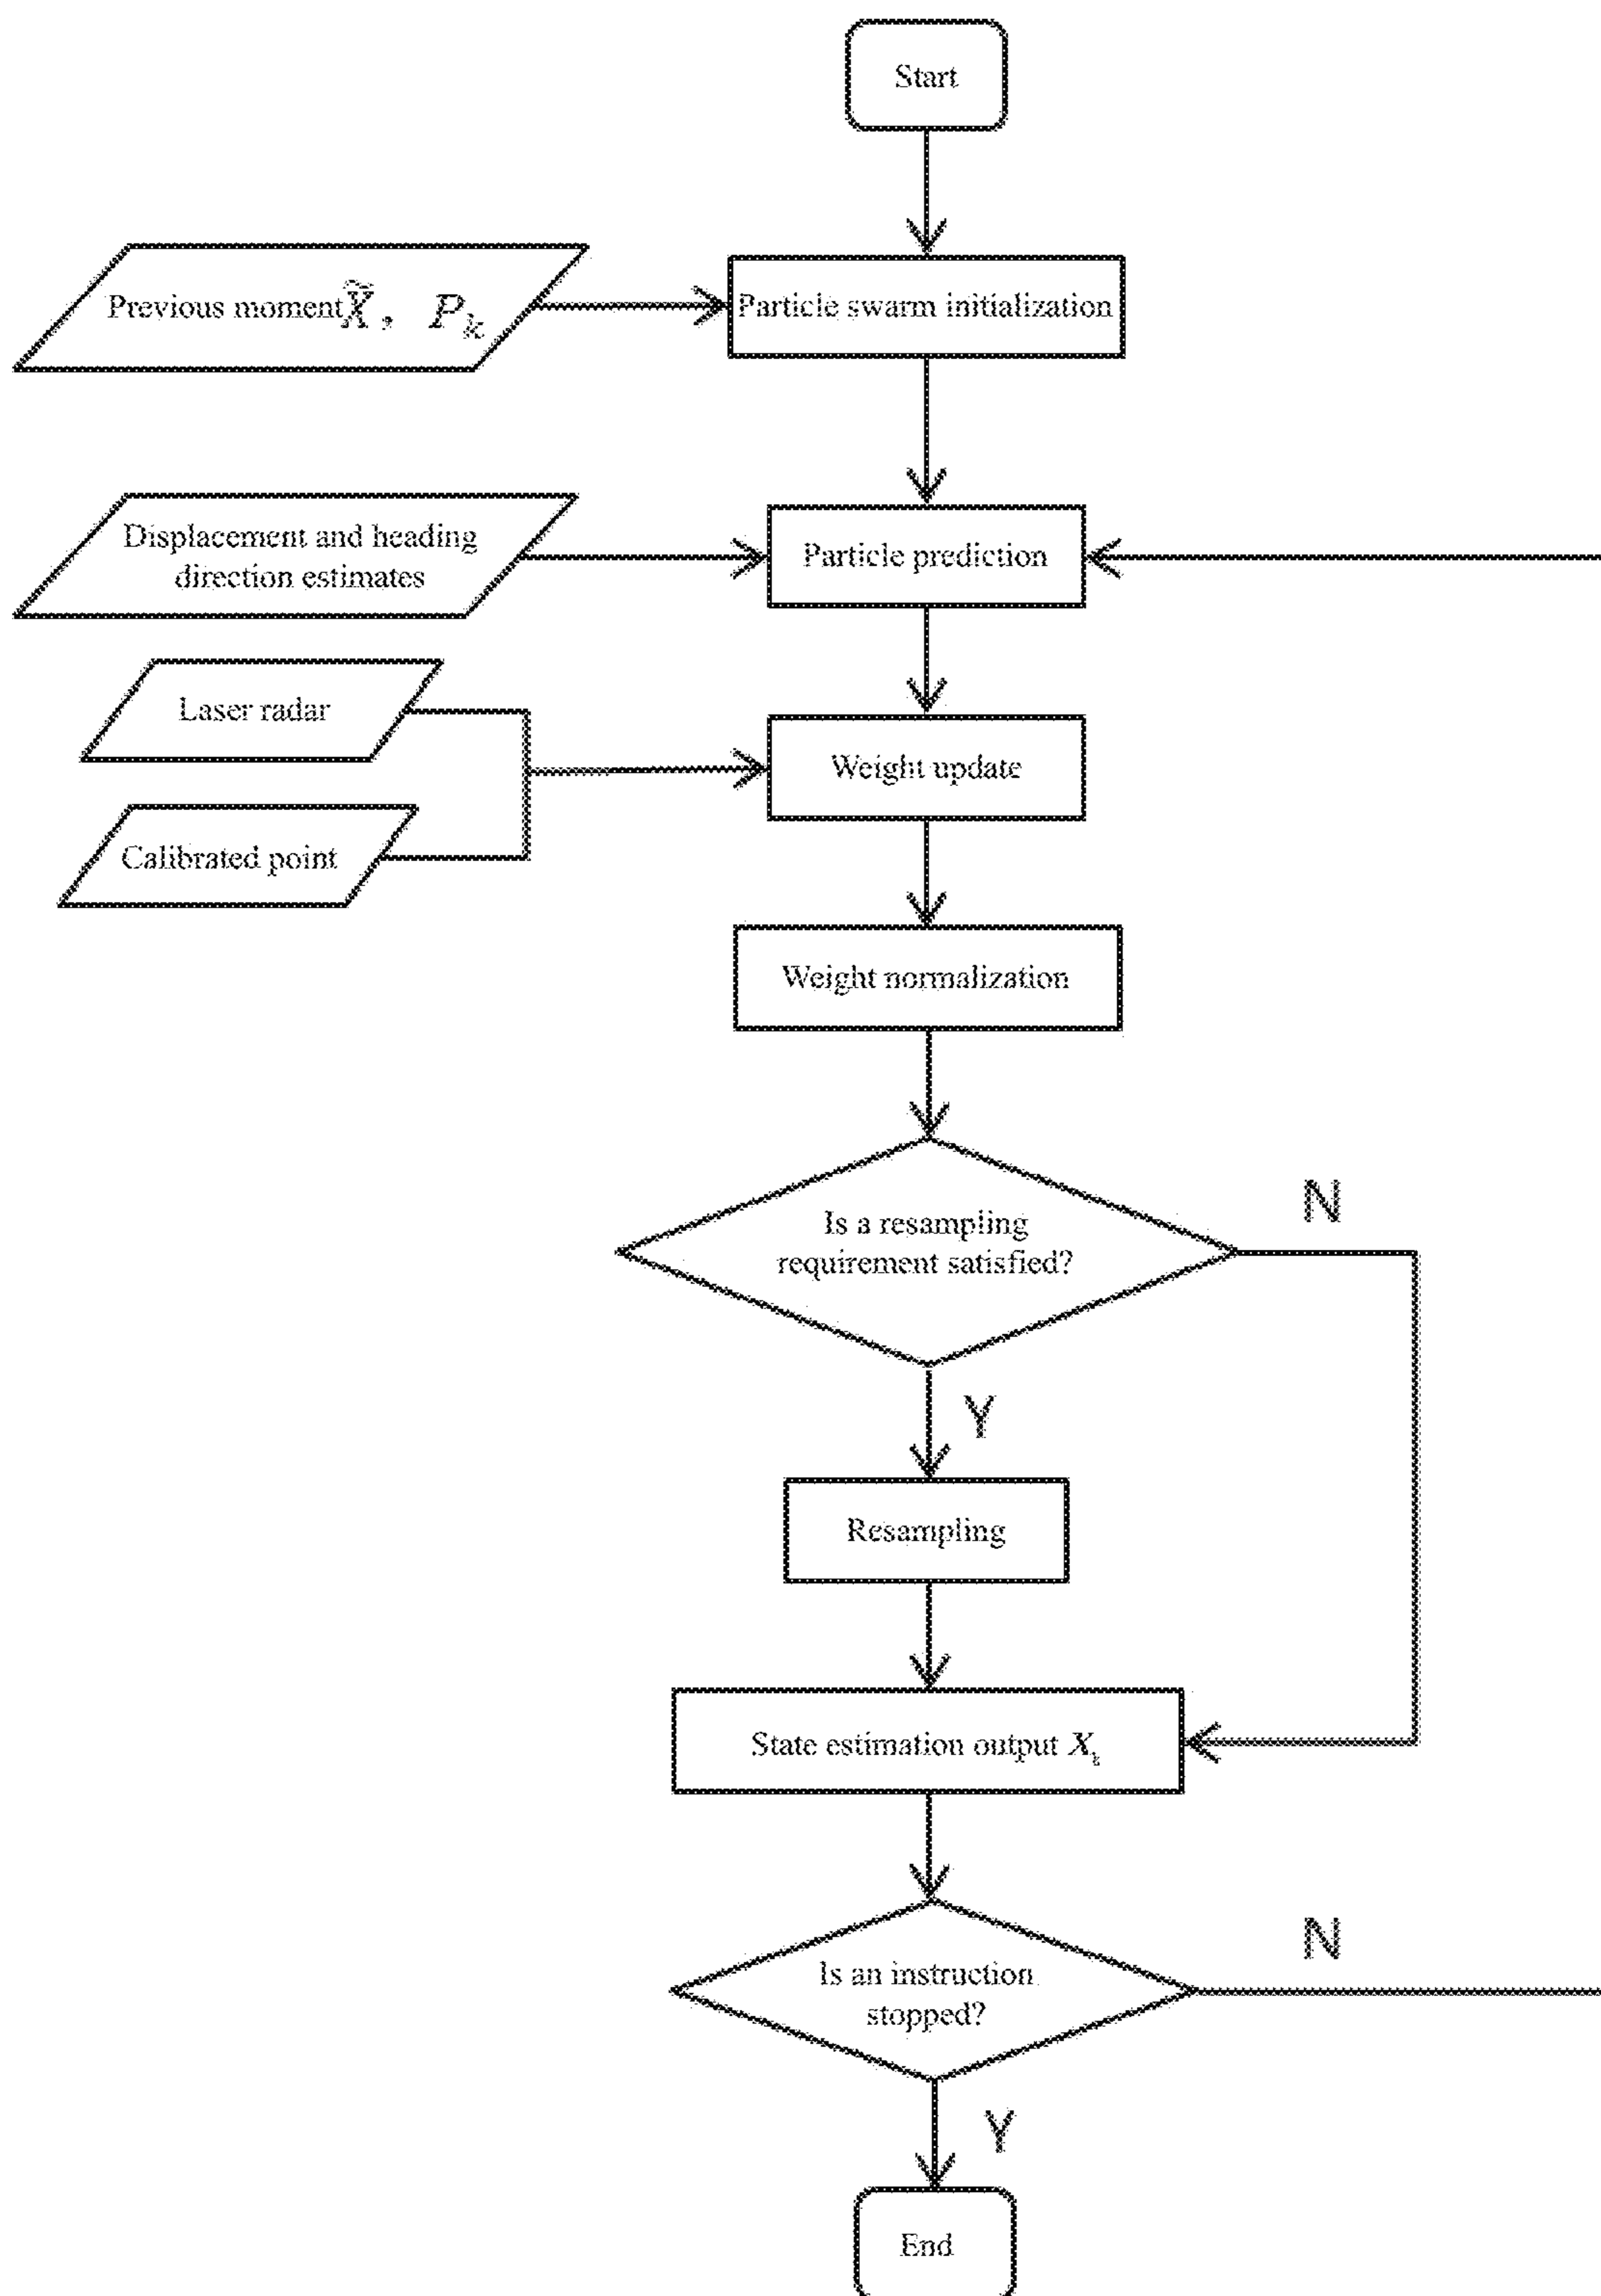 Start
Previous moment X̃, P_k
Particle swarm initialization
Displacement and heading
direction estimates
Particle prediction
Laser radar
Weight update
Calibrated point
Weight normalization
Is a resampling
requirement satisfied?
N
Y
Resampling
State estimation output X_k
Is an instruction
stopped?
N
Y
End